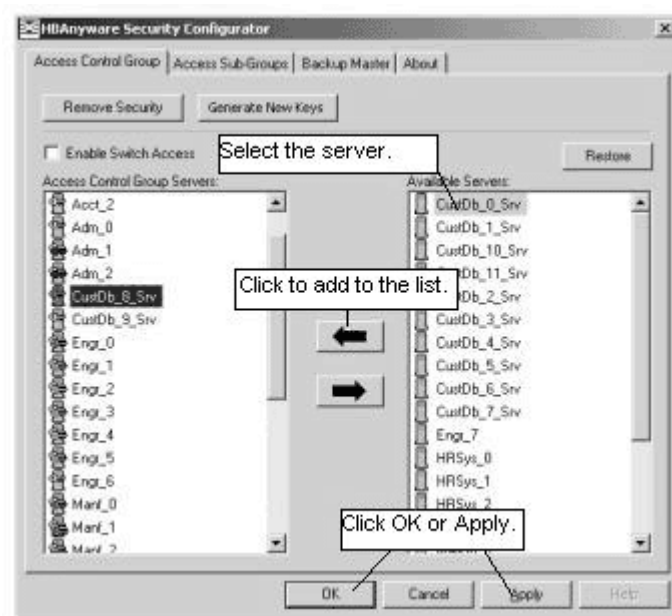 HBAnyware Security Configurator
Access Control Group Access Sub-Groups Backup Master About
Remove Security Generate New Keys
Enable Switch Access
Select the server.
Restore
Access Control Group Servers:
Acct_2
Adm_0
Adm_1
Adm_2
CustDb_8_Srv
CustDb_9_Srv
Engr_0
Engr_1
Engr_2
Engr_3
Engr_4
Engr_5
Engr_6
Manf_0
Manf_1
Manf_2
Click to add to the list.
Available Servers:
CustDb_0_Srv
CustDb_1_Srv
CustDb_10_Srv
CustDb_11_Srv
CustDb_2_Srv
CustDb_3_Srv
CustDb_4_Srv
CustDb_5_Srv
CustDb_6_Srv
CustDb_7_Srv
Engr_7
HRSys_0
HRSys_1
HRSys_2
Click OK or Apply.
OK Cancel Apply Help